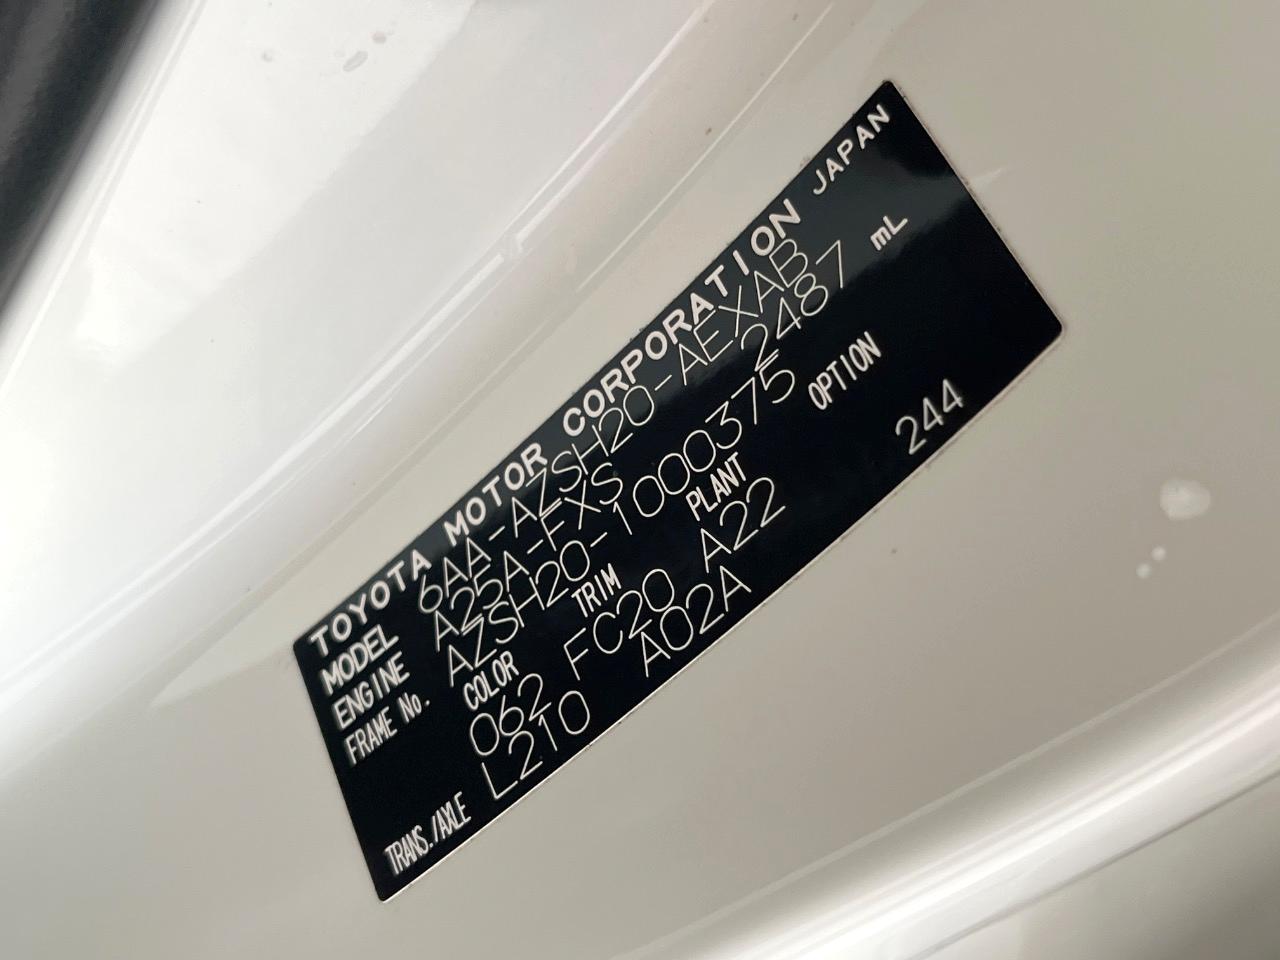 TOYOTA MOTOR CORPORATION JAPAN
MODEL 6AA-AZSH20-AEXAB
ENGINE A25A-FXS 2487 mL
FRAME No. AZSH20-1000375
COLOR TRIM PLANT OPTION
062 FC20 A22 244
TRANS./AXLE L210 A02A